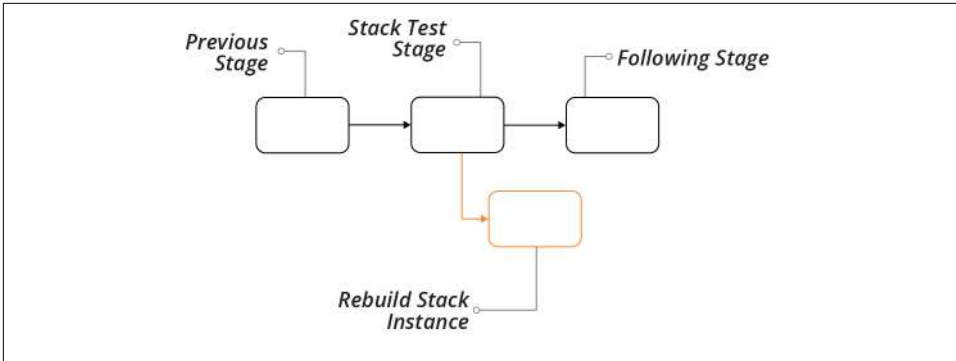 Previous
Stage
Stack Test
Stage
Following Stage
Rebuild Stack
Instance